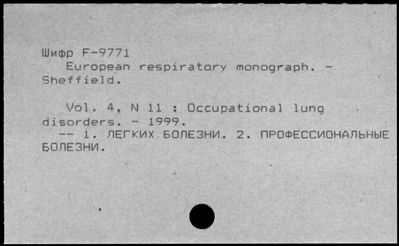 Шифр F-9771
European respiratory monograph. -
Sheffield.
Vol. 4, N 11 : Occupational lung
disorders. - 1999.
-- 1. ЛЕГКИХ БОЛЕЗНИ. 2. ПРОФЕССИОНАЛЬНЫЕ
БОЛЕЗНИ.